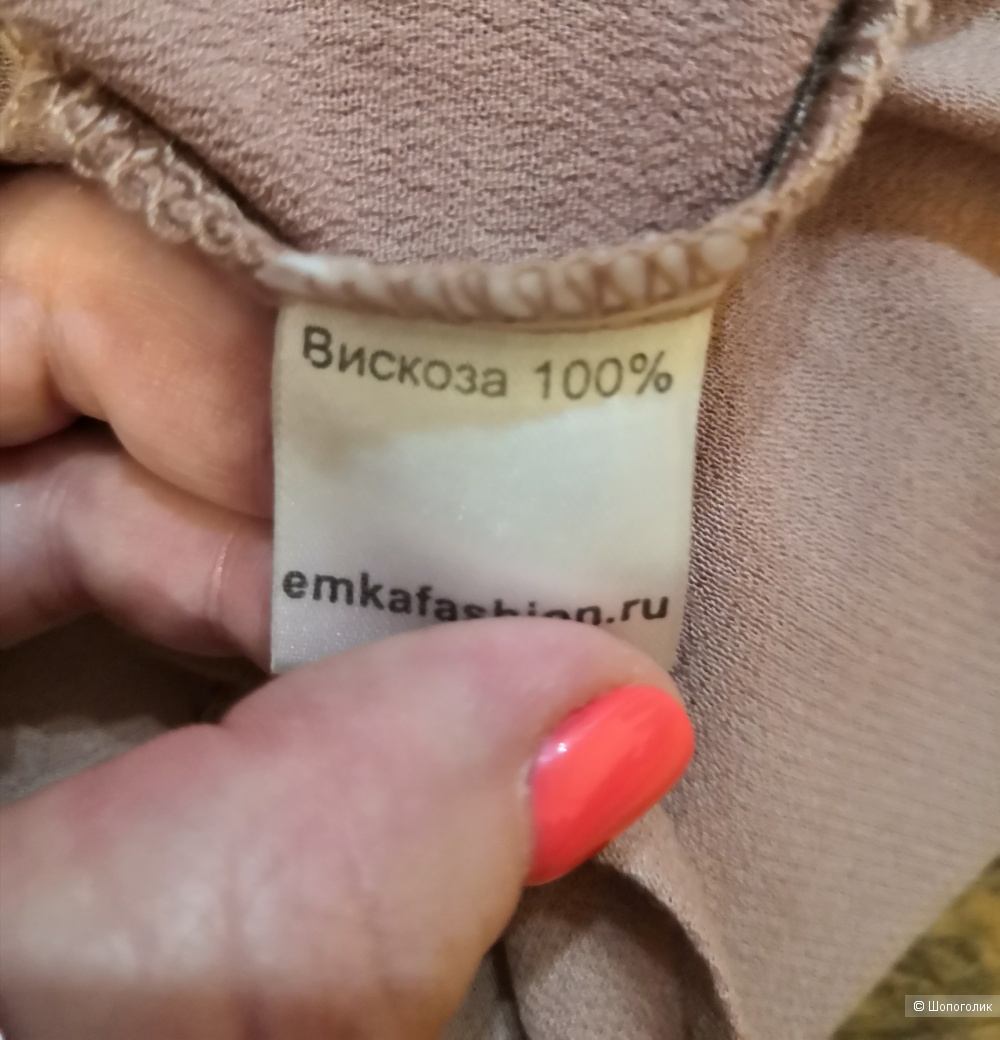 Вискоза 100%
emkafashion.ru
© Шопоголик